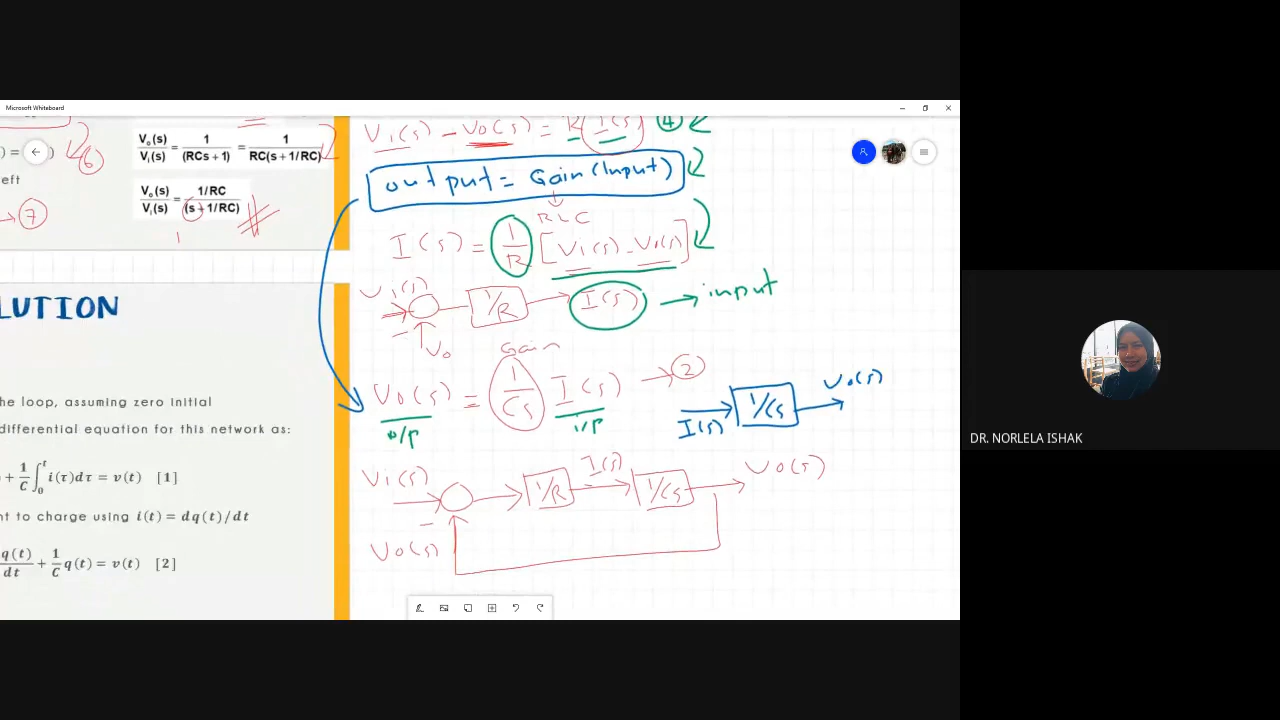 Microsoft Whiteboard
) =
)
6
Vₒ(s) / Vᵢ(s) = 1 / (RCs + 1) = 1 / RC(s + 1/RC)
eft
7
Vₒ(s) / Vᵢ(s) = 1/RC / (s + 1/RC)
LUTION
he loop, assuming zero initial
differential equation for this network as:
+ 1/C ∫₀ᵗ i(τ)dτ = v(t) [1]
nt to charge using i(t) = dq(t)/dt
q(t)/dt + 1/C q(t) = v(t) [2]
Vi(s) - Vo(s) = R(I(s)) 4
output = Gain(Input)
RLC
I(s) = 1/R [Vi(s) - Vo(s)]
Vi(s)
1/R I(s) → input
−
Vo
Gain
Vo(s) = 1/Cs I(s) → 2
o/p i/p
I(s) 1/Cs Vo(s)
Vi(s) 1/R I(s) 1/Cs Vo(s)
−
Vo(s)
DR. NORLELA ISHAK